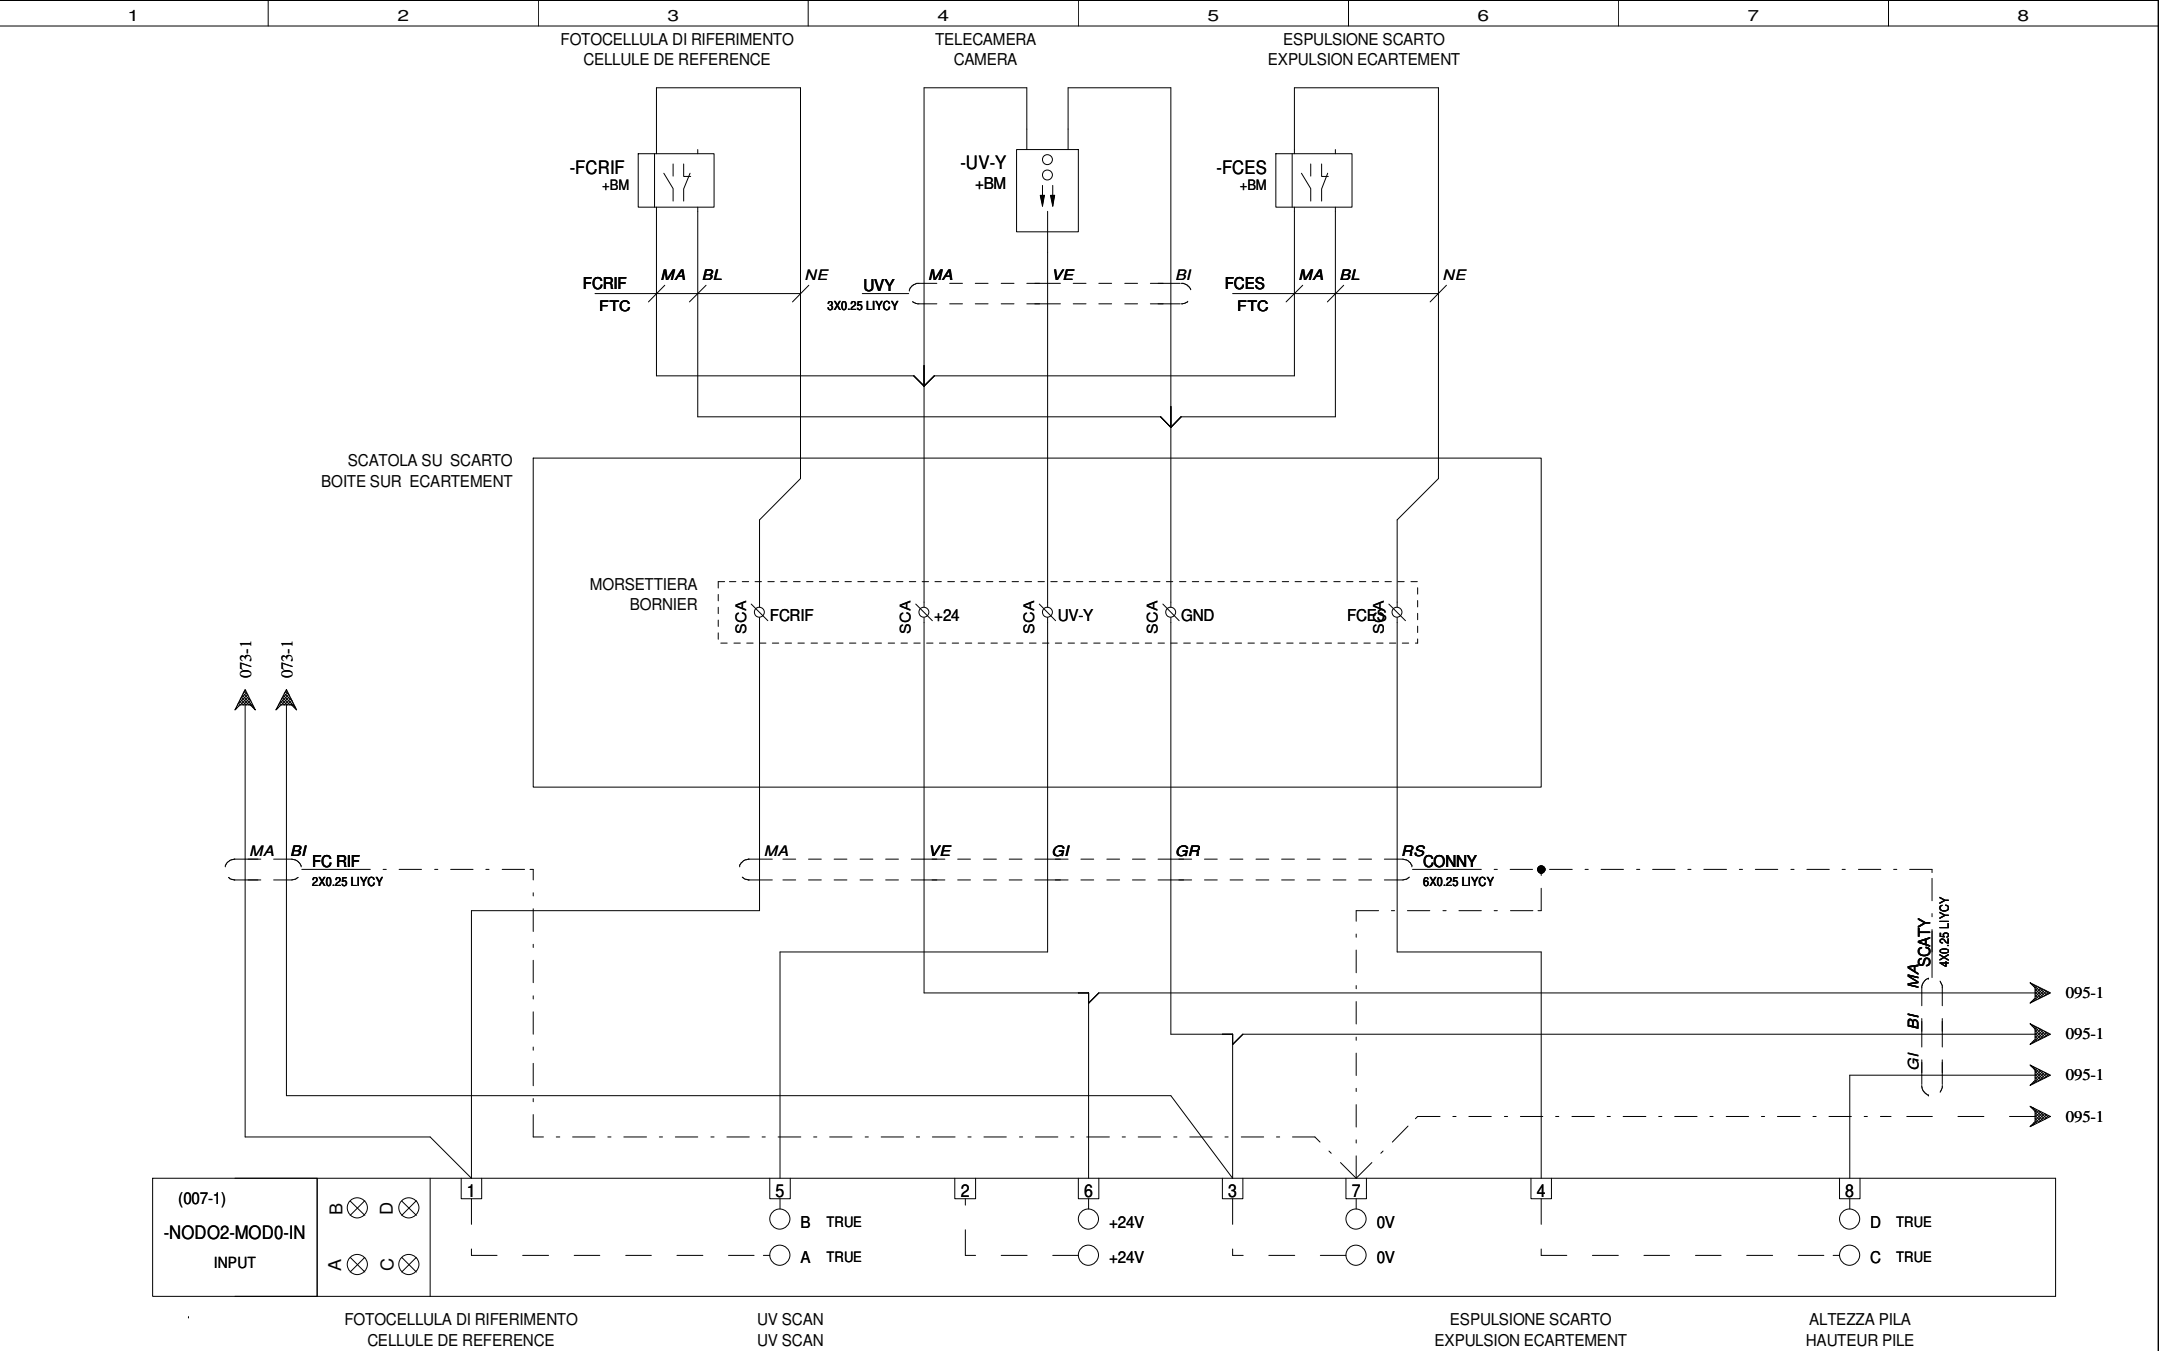 1 2 3 4 5 6 7 8
FOTOCELLULA DI RIFERIMENTO
CELLULE DE REFERENCE
TELECAMERA
CAMERA
ESPULSIONE SCARTO
EXPULSION ECARTEMENT
-FCRIF
+BM
-UV-Y
+BM
-FCES
+BM
FCRIF
FTC
MA BL NE
UVY
3X0.25 LIYCY
MA VE BI
FCES
FTC
MA BL NE
SCATOLA SU SCARTO
BOITE SUR ECARTEMENT
MORSETTIERA
BORNIER
SCA FCRIF
SCA +24
SCA UV-Y
SCA GND
FCES SCA
073-1
073-1
MA BI FC RIF
2X0.25 LIYCY
MA VE GI GR RS CONNY
6X0.25 LIYCY
SCATY
4X0.25 LIYCY
MA
BI
GI
095-1
095-1
095-1
095-1
(007-1)
-NODO2-MOD0-IN
INPUT
B D
A C
1 5 2 6 3 7 4 8
B TRUE +24V 0V D TRUE
A TRUE +24V 0V C TRUE
FOTOCELLULA DI RIFERIMENTO
CELLULE DE REFERENCE
UV SCAN
UV SCAN
ESPULSIONE SCARTO
EXPULSION ECARTEMENT
ALTEZZA PILA
HAUTEUR PILE